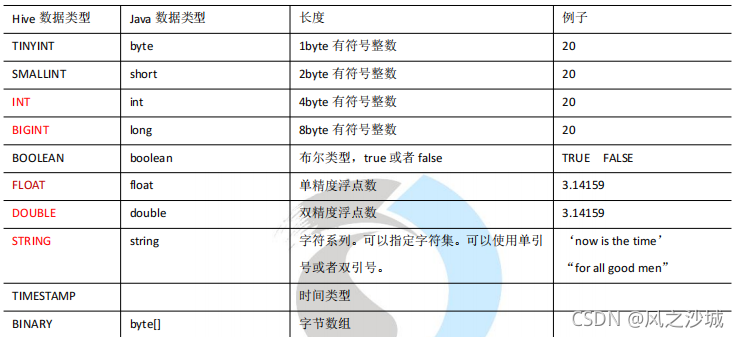 Hive 数据类型 Java 数据类型 长度 例子
TINYINT byte 1byte 有符号整数 20
SMALLINT short 2byte 有符号整数 20
INT int 4byte 有符号整数 20
BIGINT long 8byte 有符号整数 20
BOOLEAN boolean 布尔类型，true 或者 false TRUE FALSE
FLOAT float 单精度浮点数 3.14159
DOUBLE double 双精度浮点数 3.14159
STRING string 字符系列。可以指定字符集。可以使用单引 ‘now is the time’
号或者双引号。 “for all good men”
TIMESTAMP 时间类型
BINARY byte[] 字节数组
CSDN @风之沙城